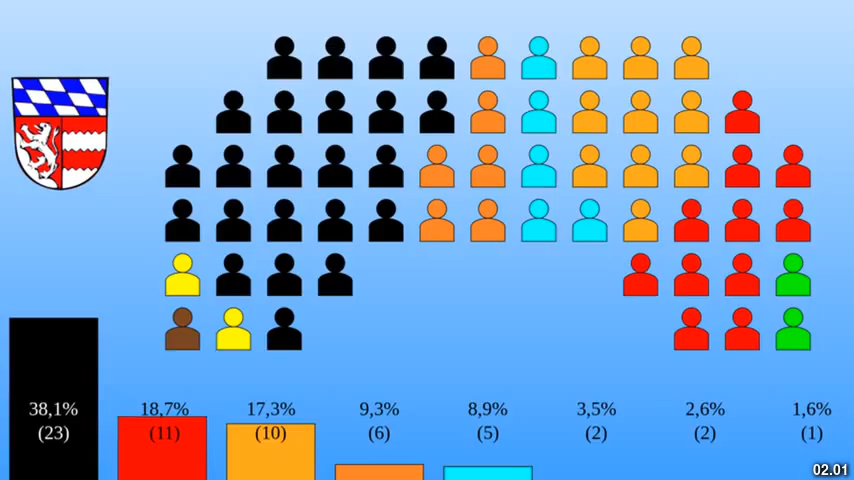 38,1% 18,7% 17,3% 9,3% 8,9% 3,5% 2,6% 1,6%
(23) (11) (10) (6) (5) (2) (2) (1)
02.01